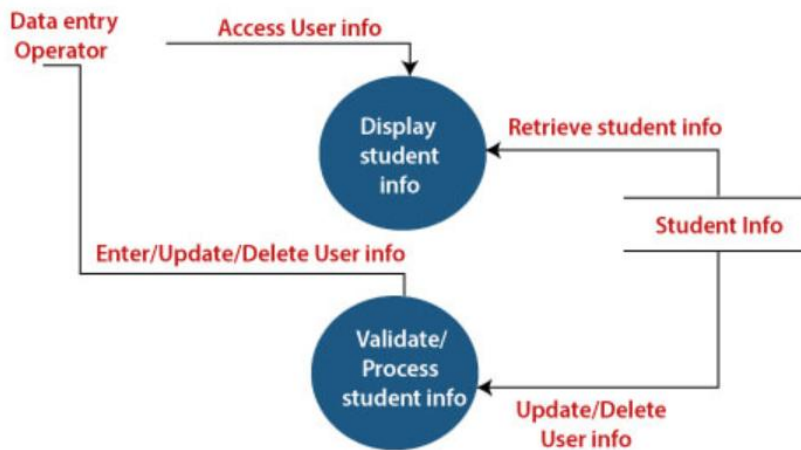 Data entry
Operator
Access User info
Display
student
info
Retrieve student info
Student Info
Enter/Update/Delete User info
Validate/
Process
student info
Update/Delete
User info